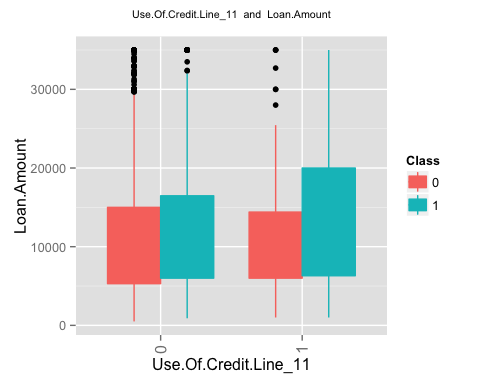 Use.Of.Credit.Line_11 and Loan.Amount
Loan.Amount
30000
20000
10000
0
0
1
Use.Of.Credit.Line_11
Class
0
1